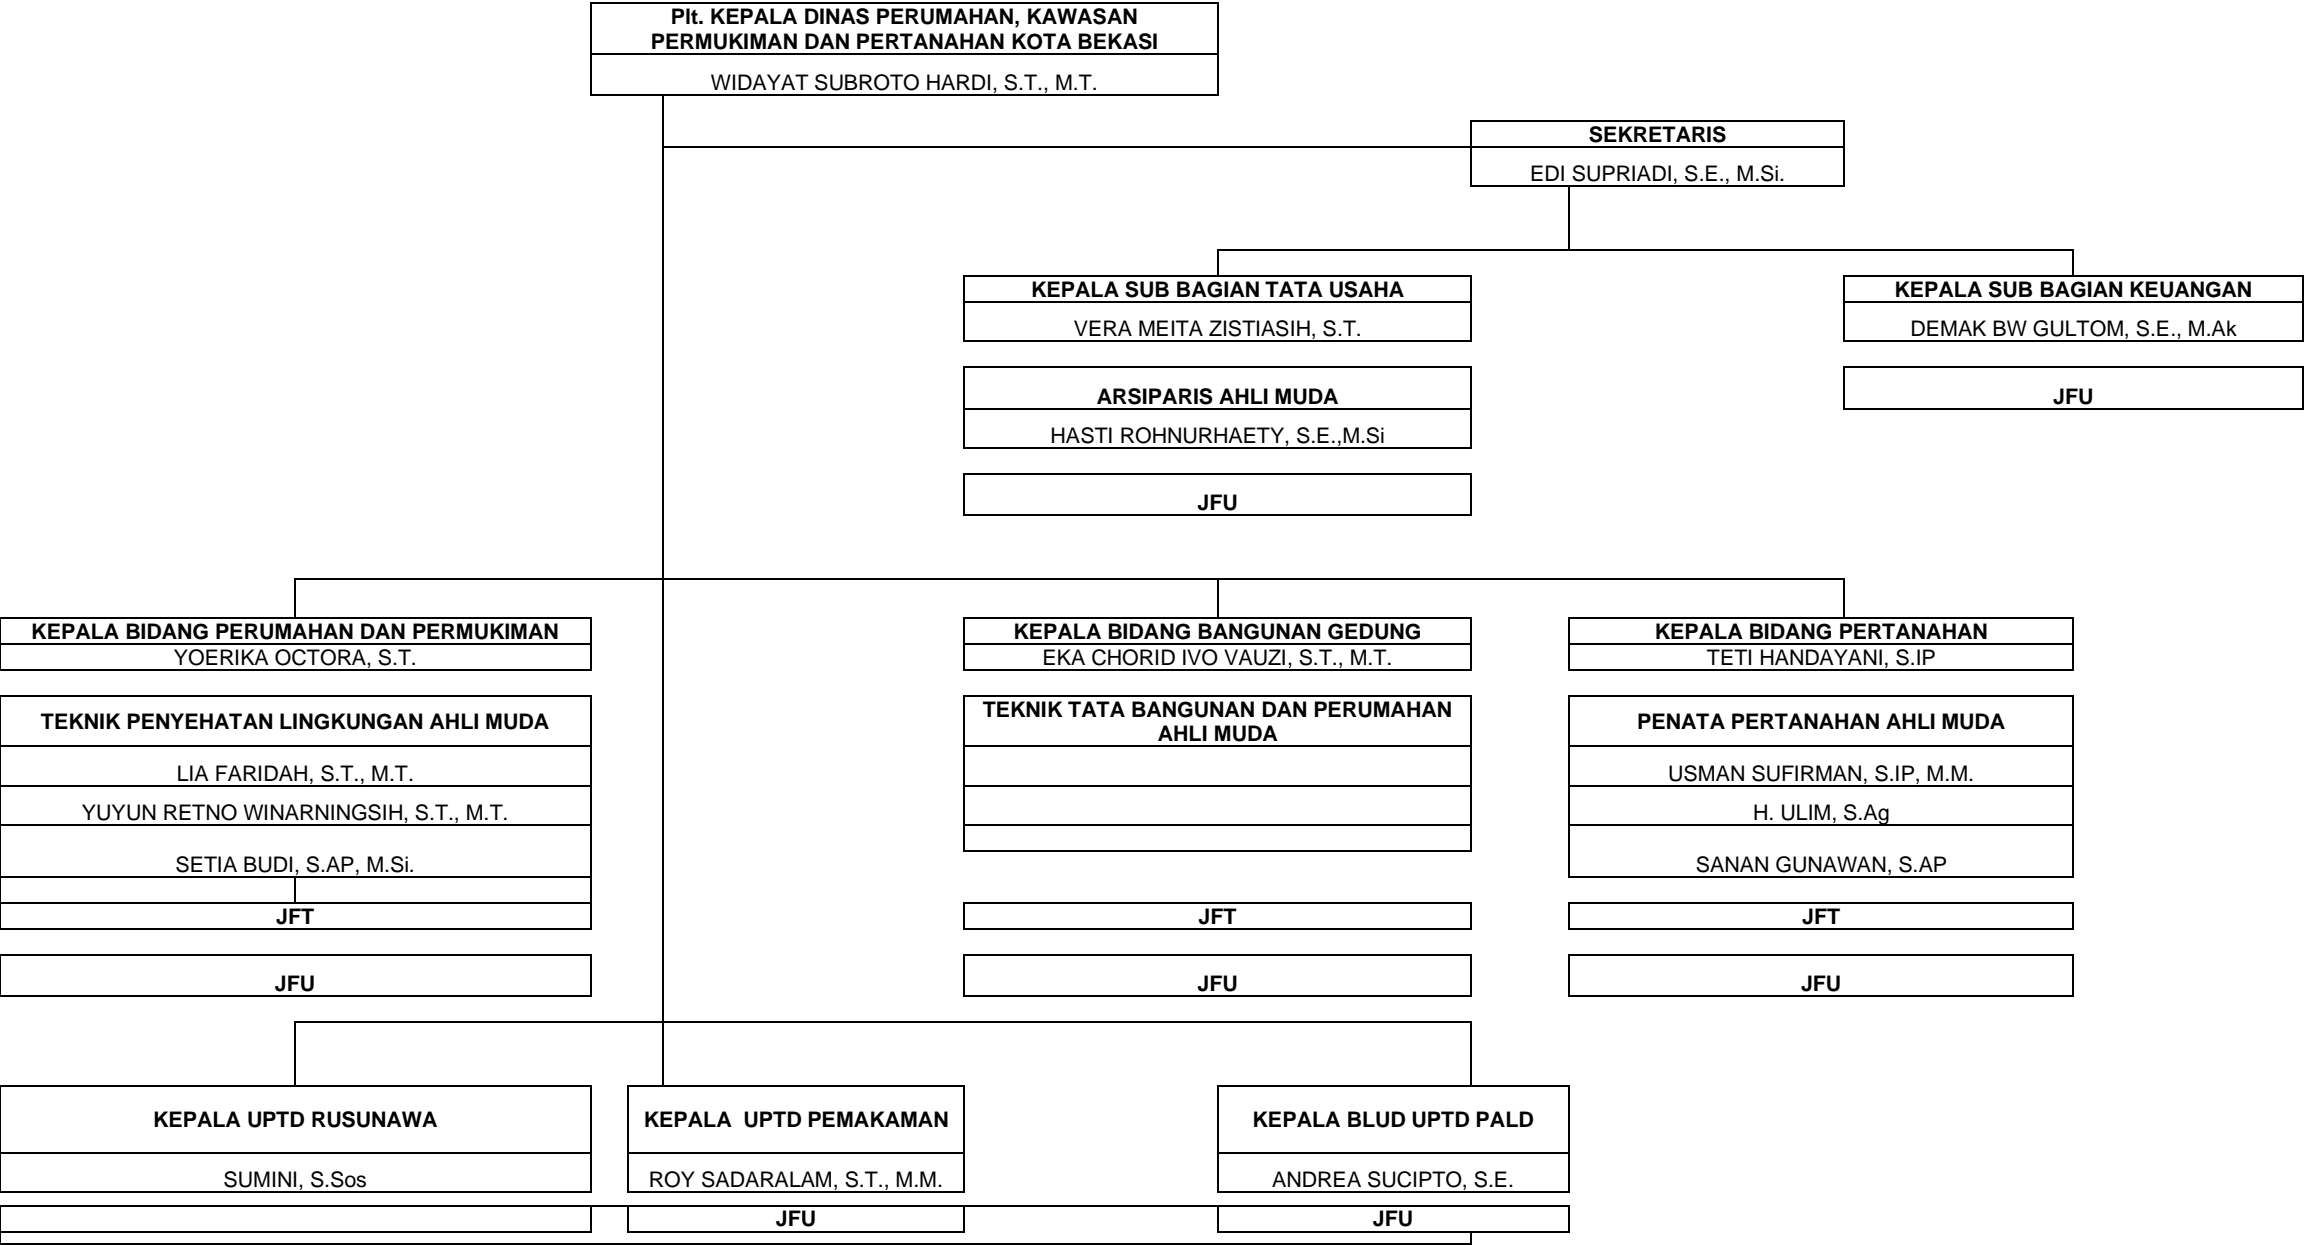 Plt. KEPALA DINAS PERUMAHAN, KAWASAN
PERMUKIMAN DAN PERTANAHAN KOTA BEKASI
WIDAYAT SUBROTO HARDI, S.T., M.T.
SEKRETARIS
EDI SUPRIADI, S.E., M.Si.
KEPALA SUB BAGIAN TATA USAHA
VERA MEITA ZISTIASIH, S.T.
KEPALA SUB BAGIAN KEUANGAN
DEMAK BW GULTOM, S.E., M.Ak
ARSIPARIS AHLI MUDA
HASTI ROHNURHAETY, S.E.,M.Si
JFU
JFU
KEPALA BIDANG PERUMAHAN DAN PERMUKIMAN
YOERIKA OCTORA, S.T.
KEPALA BIDANG BANGUNAN GEDUNG
EKA CHORID IVO VAUZI, S.T., M.T.
KEPALA BIDANG PERTANAHAN
TETI HANDAYANI, S.IP
TEKNIK PENYEHATAN LINGKUNGAN AHLI MUDA
LIA FARIDAH, S.T., M.T.
YUYUN RETNO WINARNINGSIH, S.T., M.T.
SETIA BUDI, S.AP, M.Si.
TEKNIK TATA BANGUNAN DAN PERUMAHAN
AHLI MUDA
PENATA PERTANAHAN AHLI MUDA
USMAN SUFIRMAN, S.IP, M.M.
H. ULIM, S.Ag
SANAN GUNAWAN, S.AP
JFT
JFT
JFT
JFU
JFU
JFU
KEPALA UPTD RUSUNAWA
SUMINI, S.Sos
KEPALA  UPTD PEMAKAMAN
ROY SADARALAM, S.T., M.M.
KEPALA BLUD UPTD PALD
ANDREA SUCIPTO, S.E.
JFU
JFU